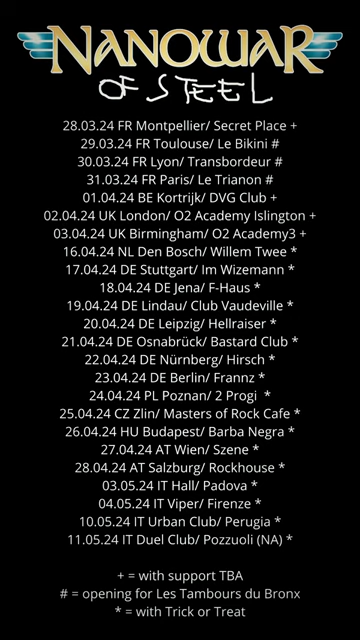 NANOWAR
OF STEEL
28.03.24 FR Montpellier/ Secret Place +
29.03.24 FR Toulouse/ Le Bikini #
30.03.24 FR Lyon/ Transbordeur #
31.03.24 FR Paris/ Le Trianon #
01.04.24 BE Kortrijk/ DVG Club +
02.04.24 UK London/ O2 Academy Islington +
03.04.24 UK Birmingham/ O2 Academy3 +
16.04.24 NL Den Bosch/ Willem Twee *
17.04.24 DE Stuttgart/ Im Wizemann *
18.04.24 DE Jena/ F-Haus *
19.04.24 DE Lindau/ Club Vaudeville *
20.04.24 DE Leipzig/ Hellraiser *
21.04.24 DE Osnabrück/ Bastard Club *
22.04.24 DE Nürnberg/ Hirsch *
23.04.24 DE Berlin/ Frannz *
24.04.24 PL Poznan/ 2 Progi *
25.04.24 CZ Zlin/ Masters of Rock Cafe *
26.04.24 HU Budapest/ Barba Negra *
27.04.24 AT Wien/ Szene *
28.04.24 AT Salzburg/ Rockhouse *
03.05.24 IT Hall/ Padova *
04.05.24 IT Viper/ Firenze *
10.05.24 IT Urban Club/ Perugia *
11.05.24 IT Duel Club/ Pozzuoli (NA) *
+ = with support TBA
# = opening for Les Tambours du Bronx
* = with Trick or Treat